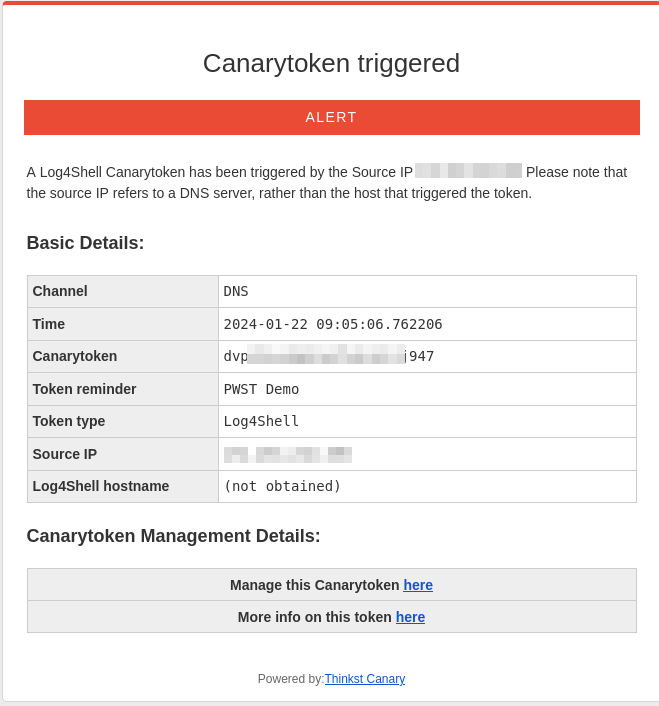 Canarytoken triggered
ALERT
A Log4Shell Canarytoken has been triggered by the Source IP Please note that
the source IP refers to a DNS server, rather than the host that triggered the token.
Basic Details:
Channel DNS
Time 2024-01-22 09:05:06.762206
Canarytoken dvp j947
Token reminder PWST Demo
Token type Log4Shell
Source IP
Log4Shell hostname (not obtained)
Canarytoken Management Details:
Manage this Canarytoken here
More info on this token here
Powered by:Thinkst Canary